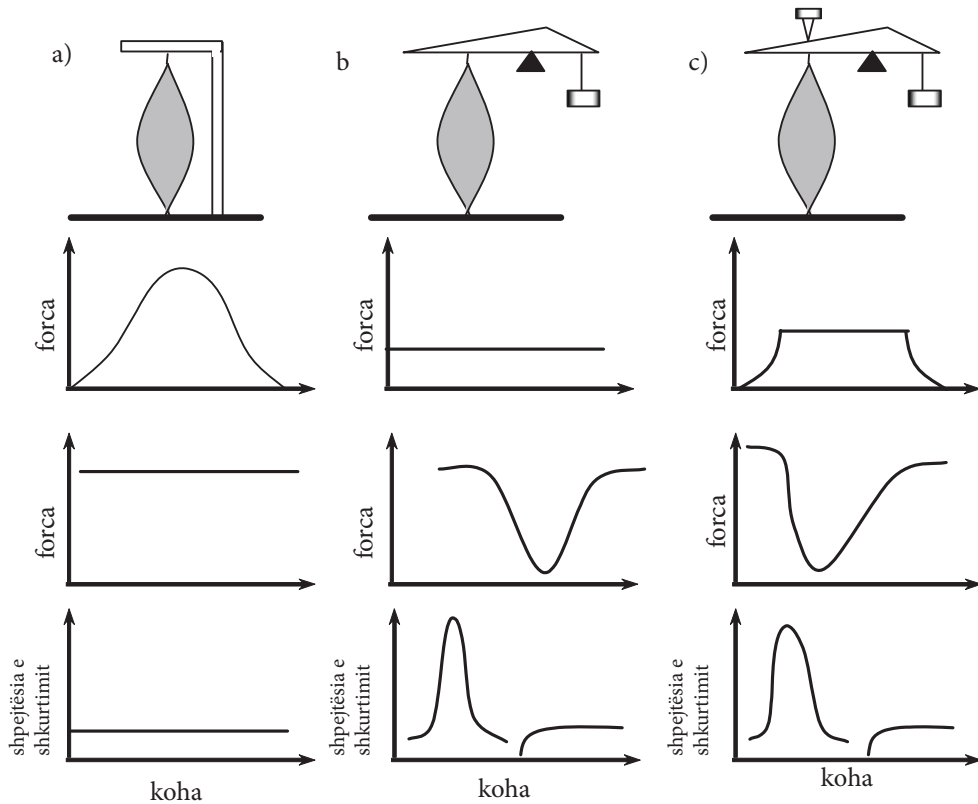 a)
b
c)
forca
forca
forca
forca
forca
forca
shpejtësia e
shkurtimit
shpejtësia e
shkurtimit
shpejtësia e
shkurtimit
koha
koha
koha